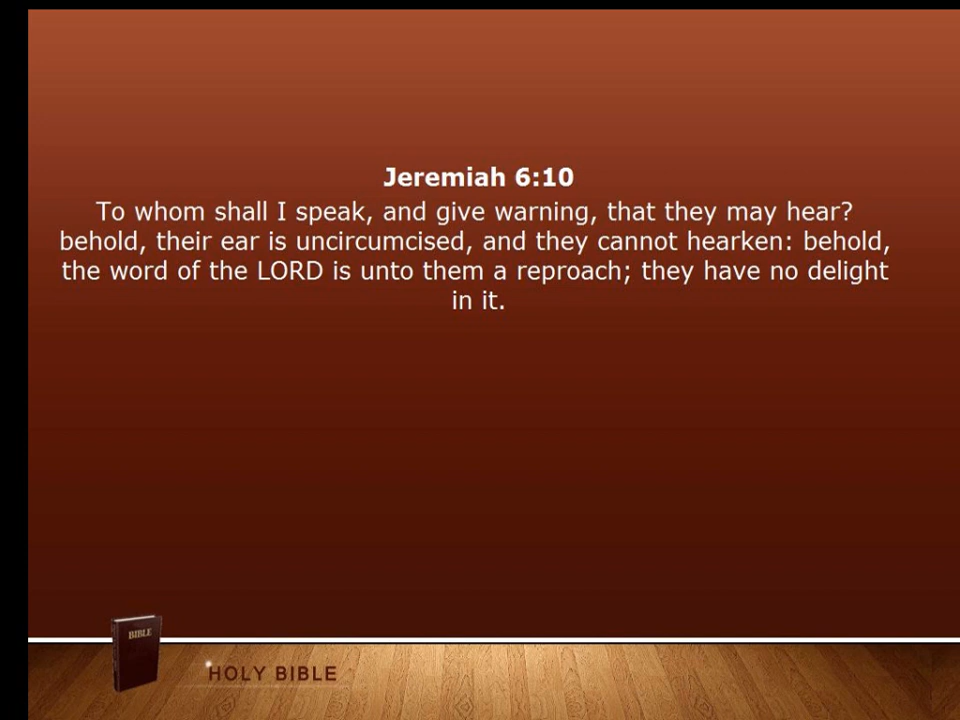 Jeremiah 6:10
To whom shall I speak, and give warning, that they may hear?
behold, their ear is uncircumcised, and they cannot hearken: behold,
the word of the LORD is unto them a reproach; they have no delight
in it.
BIBLE
HOLY BIBLE